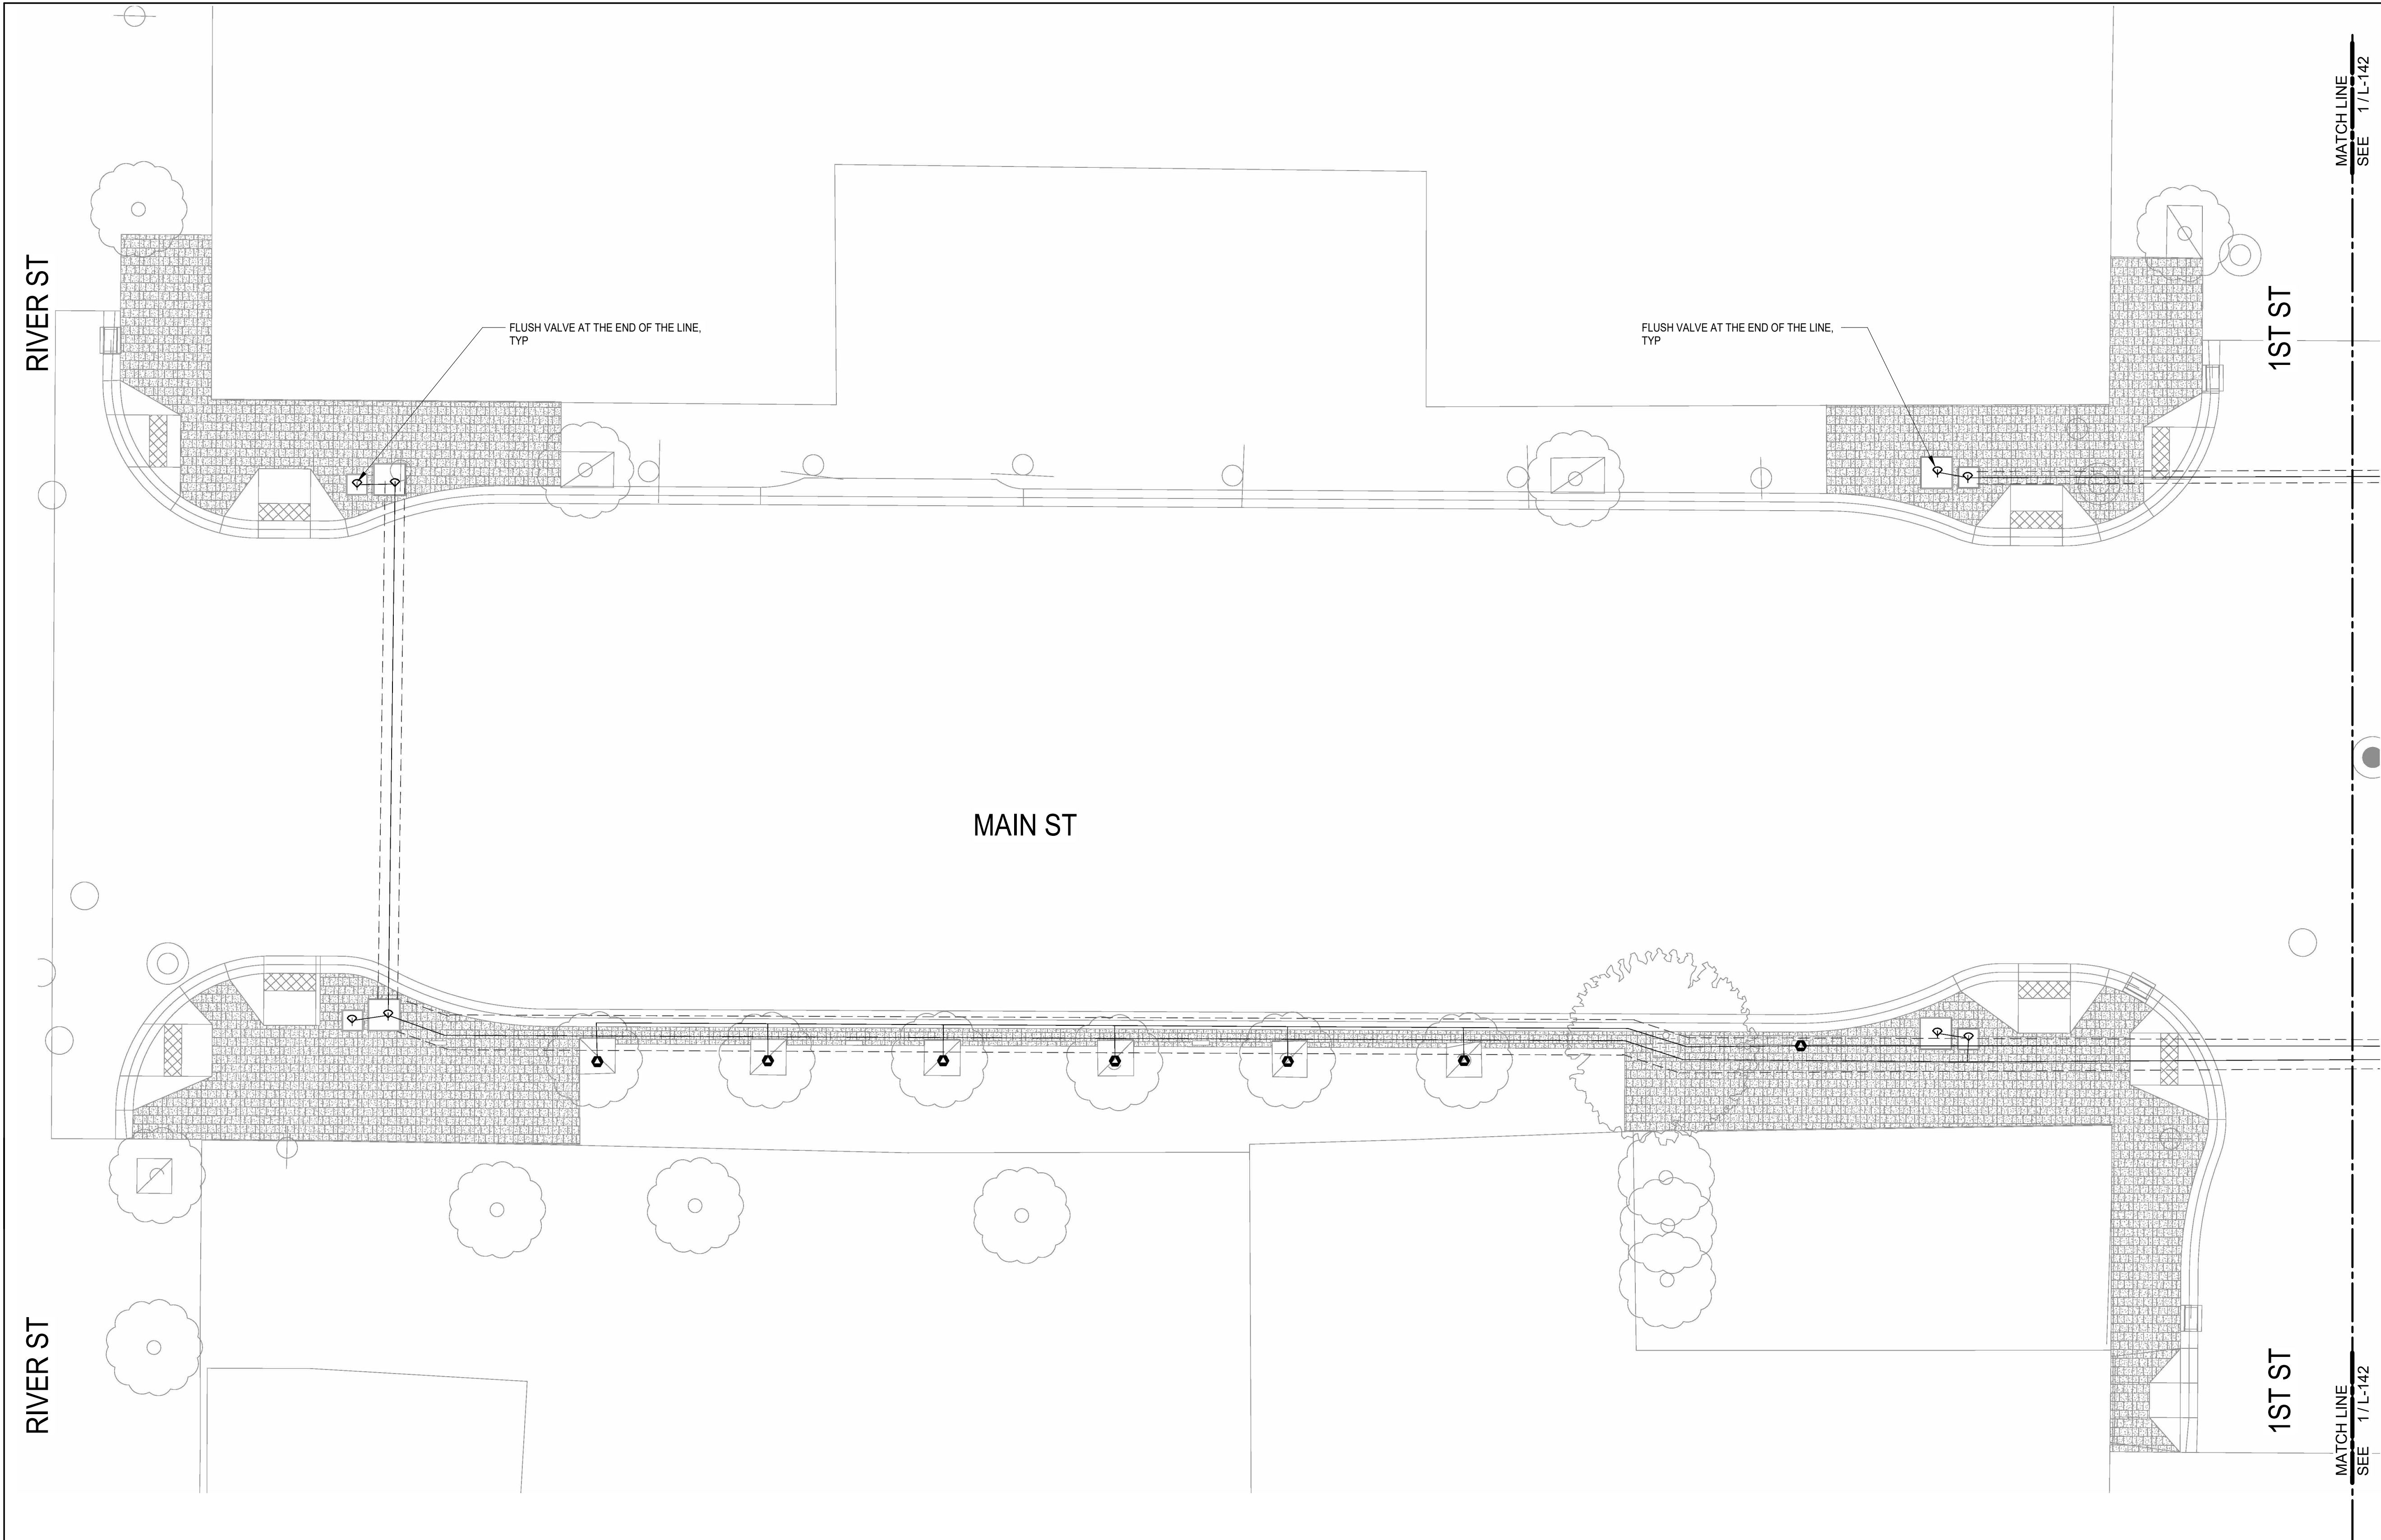 MATCH LINE
SEE 1 / L-142
RIVER ST
FLUSH VALVE AT THE END OF THE LINE,
TYP
FLUSH VALVE AT THE END OF THE LINE,
TYP
1ST ST
MAIN ST
RIVER ST
1ST ST
MATCH LINE
SEE 1 / L-142